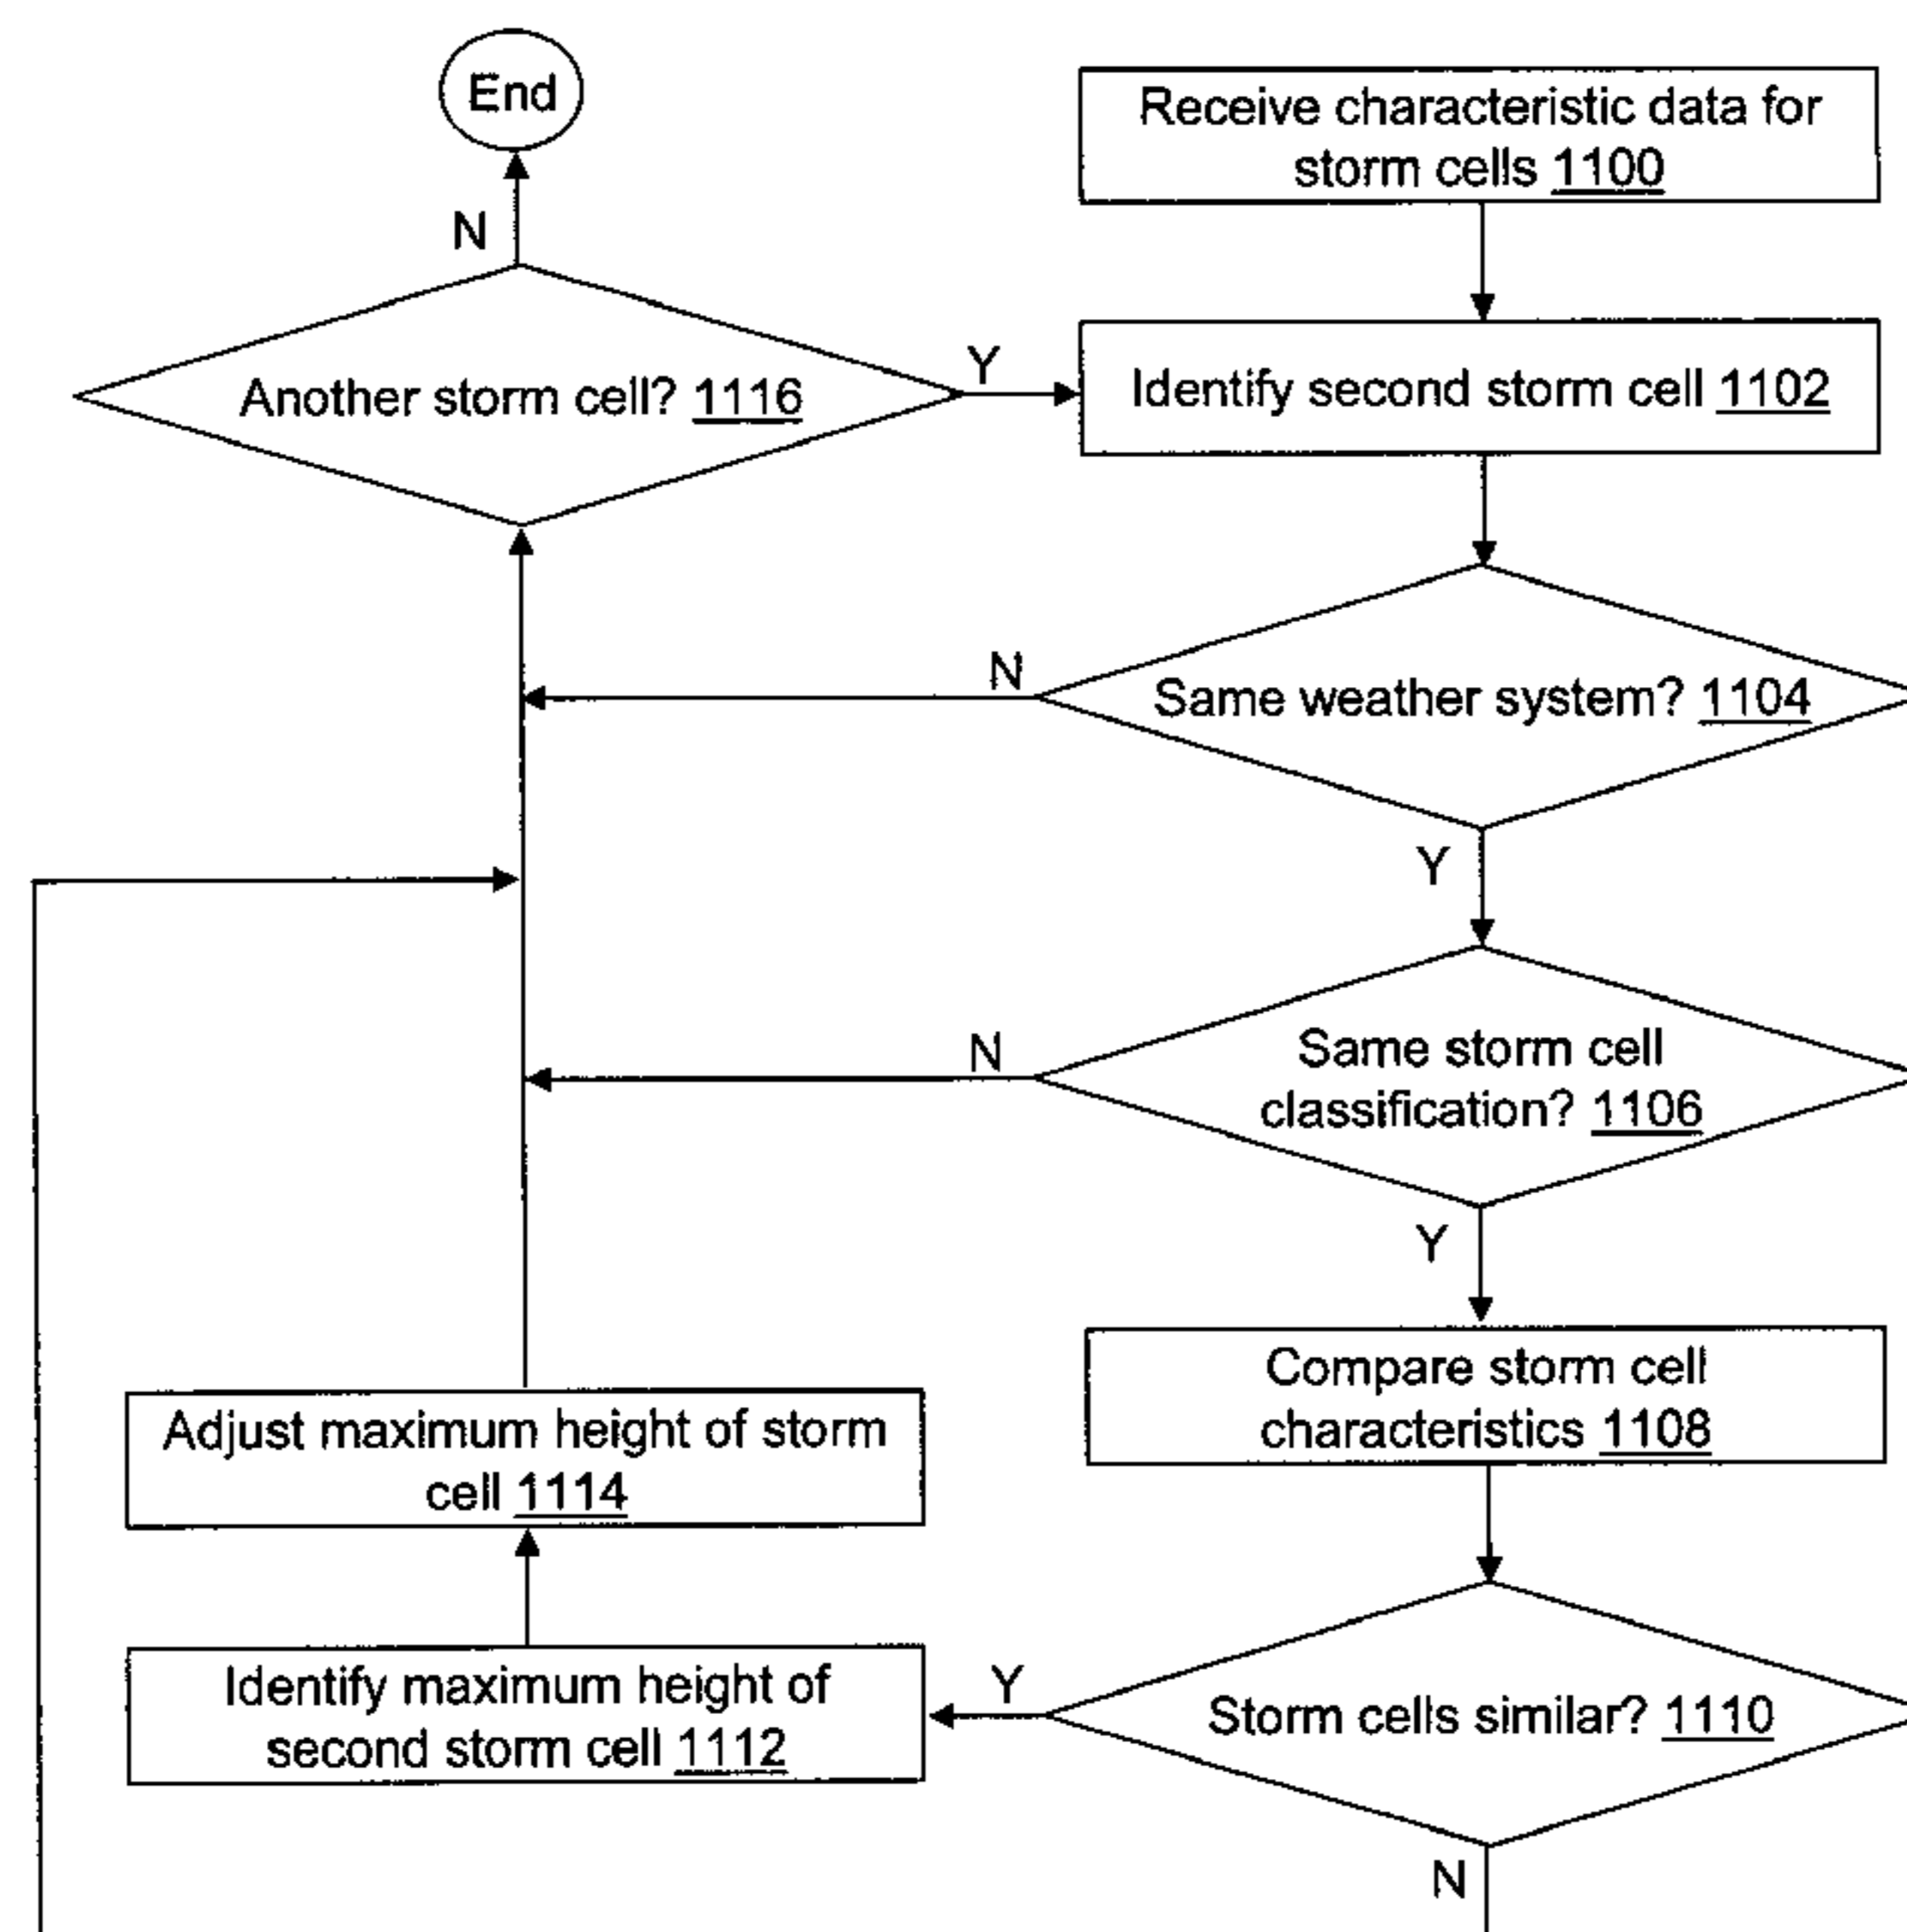 End
Receive characteristic data for
storm cells 1100
N
Another storm cell? 1116
Y
Identify second storm cell 1102
N
Same weather system? 1104
Y
N
Same storm cell
classification? 1106
Y
Compare storm cell
characteristics 1108
Adjust maximum height of storm
cell 1114
Identify maximum height of
second storm cell 1112
Y
Storm cells similar? 1110
N